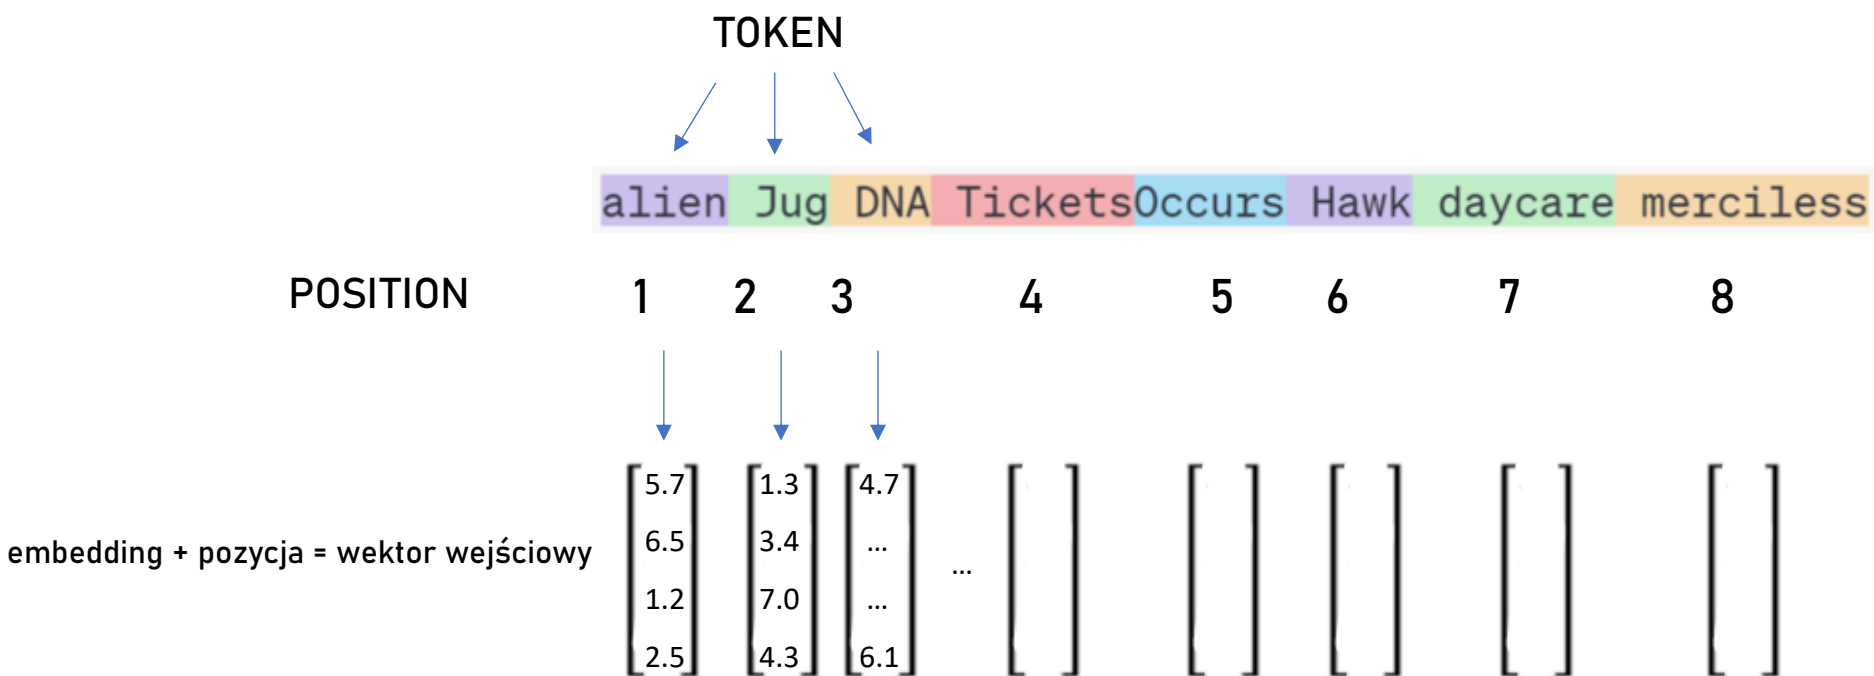 TOKEN
alien Jug DNA TicketsOccurs Hawk daycare merciless
POSITION 1 2 3 4 5 6 7 8
5.7 1.3 4.7
6.5 3.4 ...
embedding + pozycja = wektor wejściowy ...
1.2 7.0 ...
2.5 4.3 6.1